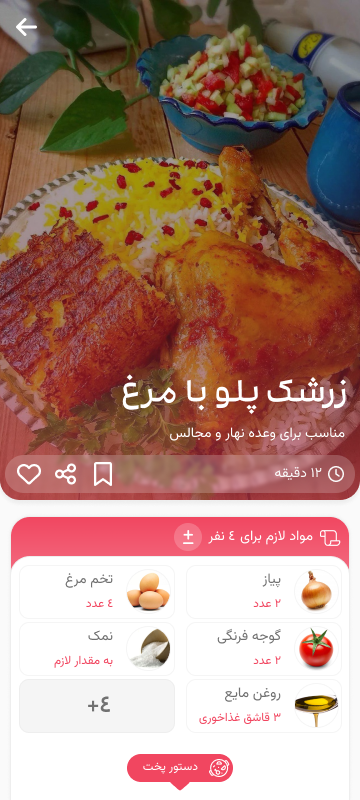 زرشک پلو با مرغ
مناسب برای وعده نهار و مجالس
۱۲ دقیقه
مواد لازم برای ٤ نفر
پیاز
۲ عدد
تخم مرغ
٤ عدد
گوجه فرنگی
۲ عدد
نمک
به مقدار لازم
روغن مایع
۳ قاشق غذاخوری
+٤
دستور پخت